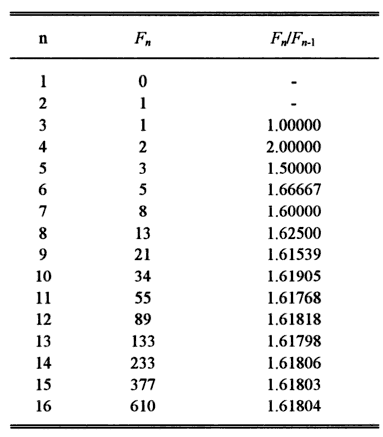 n F_n F_n/F_{n-1}
1 0 -
2 1 -
3 1 1.00000
4 2 2.00000
5 3 1.50000
6 5 1.66667
7 8 1.60000
8 13 1.62500
9 21 1.61539
10 34 1.61905
11 55 1.61768
12 89 1.61818
13 133 1.61798
14 233 1.61806
15 377 1.61803
16 610 1.61804